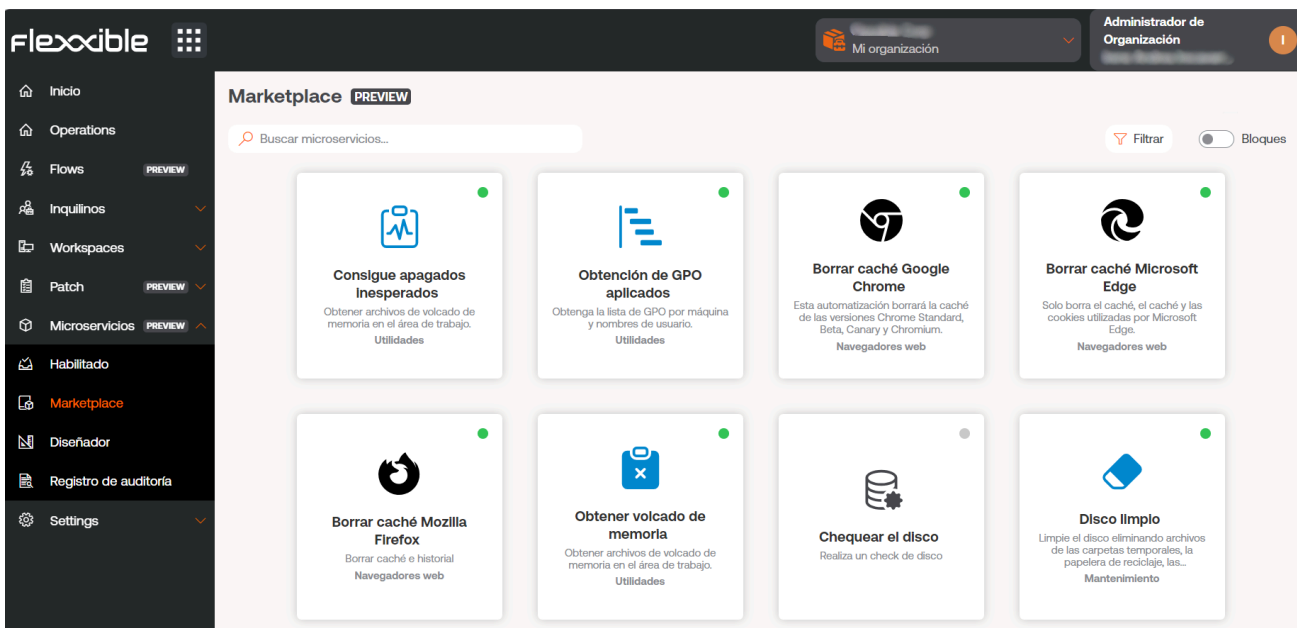 Flexxible
Mi organización
Administrador de
Organización
I
Inicio
Operations
Flows PREVIEW
Inquilinos
Workspaces
Patch PREVIEW
Microservicios PREVIEW
Habilitado
Marketplace
Diseñador
Registro de auditoría
Settings
Marketplace PREVIEW
Buscar microservicios...
Filtrar
Bloques
Consigue apagados
inesperados
Obtener archivos de volcado de
memoria en el área de trabajo.
Utilidades
Obtención de GPO
aplicados
Obtenga la lista de GPO por máquina
y nombres de usuario.
Utilidades
Borrar caché Google
Chrome
Esta automatización borrará la caché
de las versiones Chrome Standard,
Beta, Canary y Chromium.
Navegadores web
Borrar caché Microsoft
Edge
Solo borra el caché, el caché y las
cookies utilizadas por Microsoft
Edge.
Navegadores web
Borrar caché Mozilla
Firefox
Borrar caché e historial
Navegadores web
Obtener volcado de
memoria
Obtener archivos de volcado de
memoria en el área de trabajo.
Utilidades
Chequear el disco
Realiza un check de disco
Disco limpio
Limpie el disco eliminando archivos
de las carpetas temporales, la
papelera de reciclaje, las...
Mantenimiento